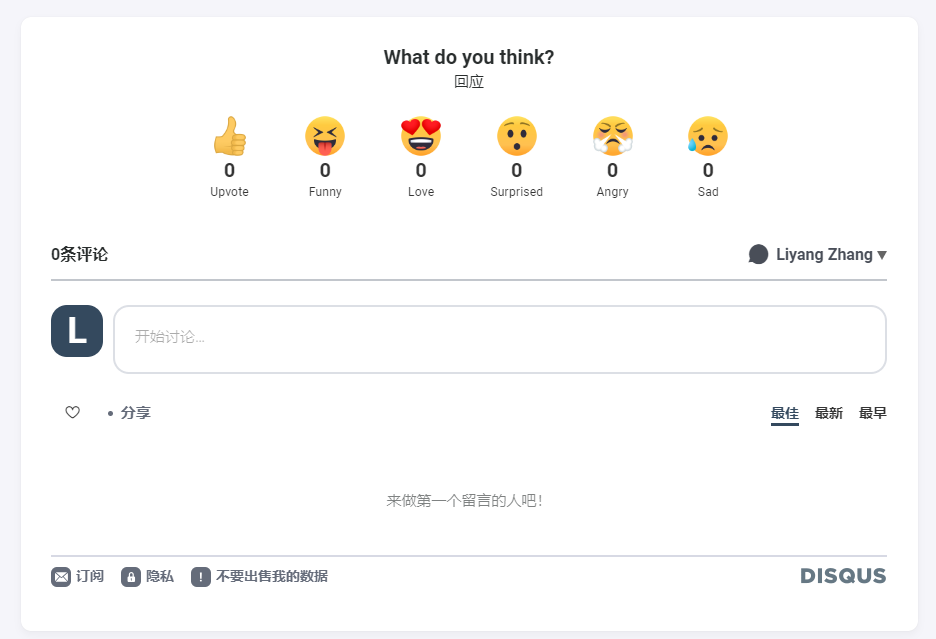 What do you think?
回应
0 0 0 0 0 0
Upvote Funny Love Surprised Angry Sad
0条评论 Liyang Zhang ▾
L 开始讨论...
• 分享 最佳 最新 最早
来做第一个留言的人吧！
订阅 隐私 ! 不要出售我的数据 DISQUS